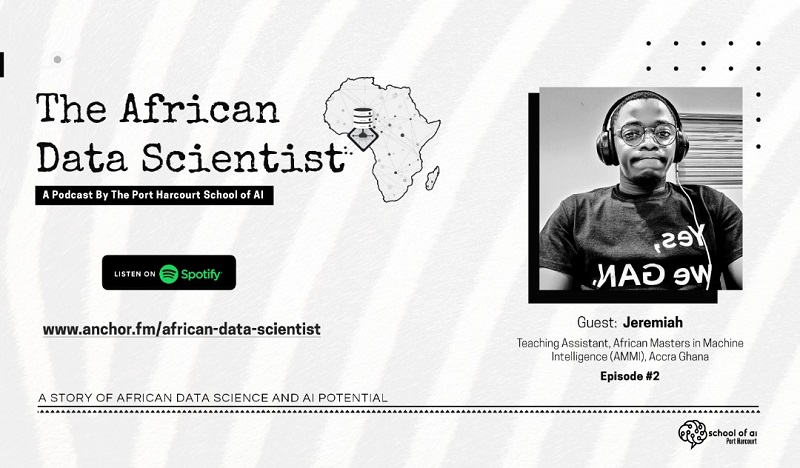 The African
Data Scientist
A Podcast By The Port Harcourt School of AI
LISTEN ON Spotify
www.anchor.fm/african-data-scientist
Yes,
we GAN.
Guest: Jeremiah
Teaching Assistant, African Masters in Machine
Intelligence (AMMI), Accra Ghana
Episode #2
A STORY OF AFRICAN DATA SCIENCE AND AI POTENTIAL
school of ai
Port Harcourt